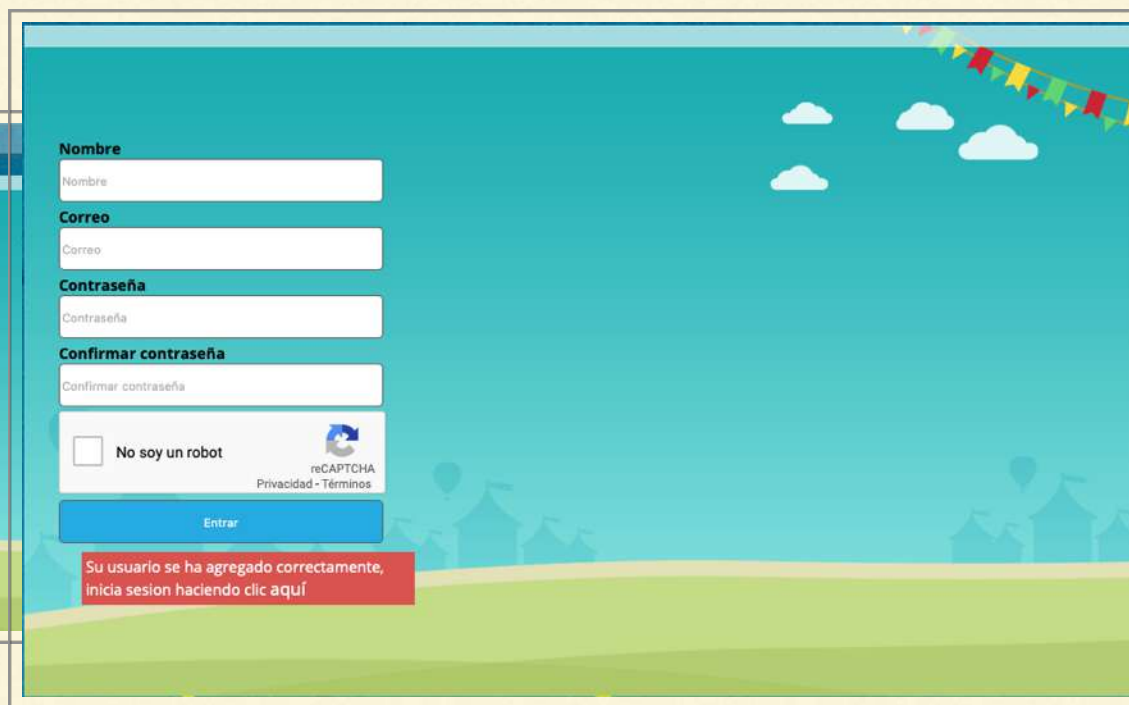 Nombre
Nombre
Correo
Correo
Contraseña
Contraseña
Confirmar contraseña
Confirmar contraseña
No soy un robot
reCAPTCHA
Privacidad - Términos
Entrar
Su usuario se ha agregado correctamente,
inicia sesion haciendo clic aquí